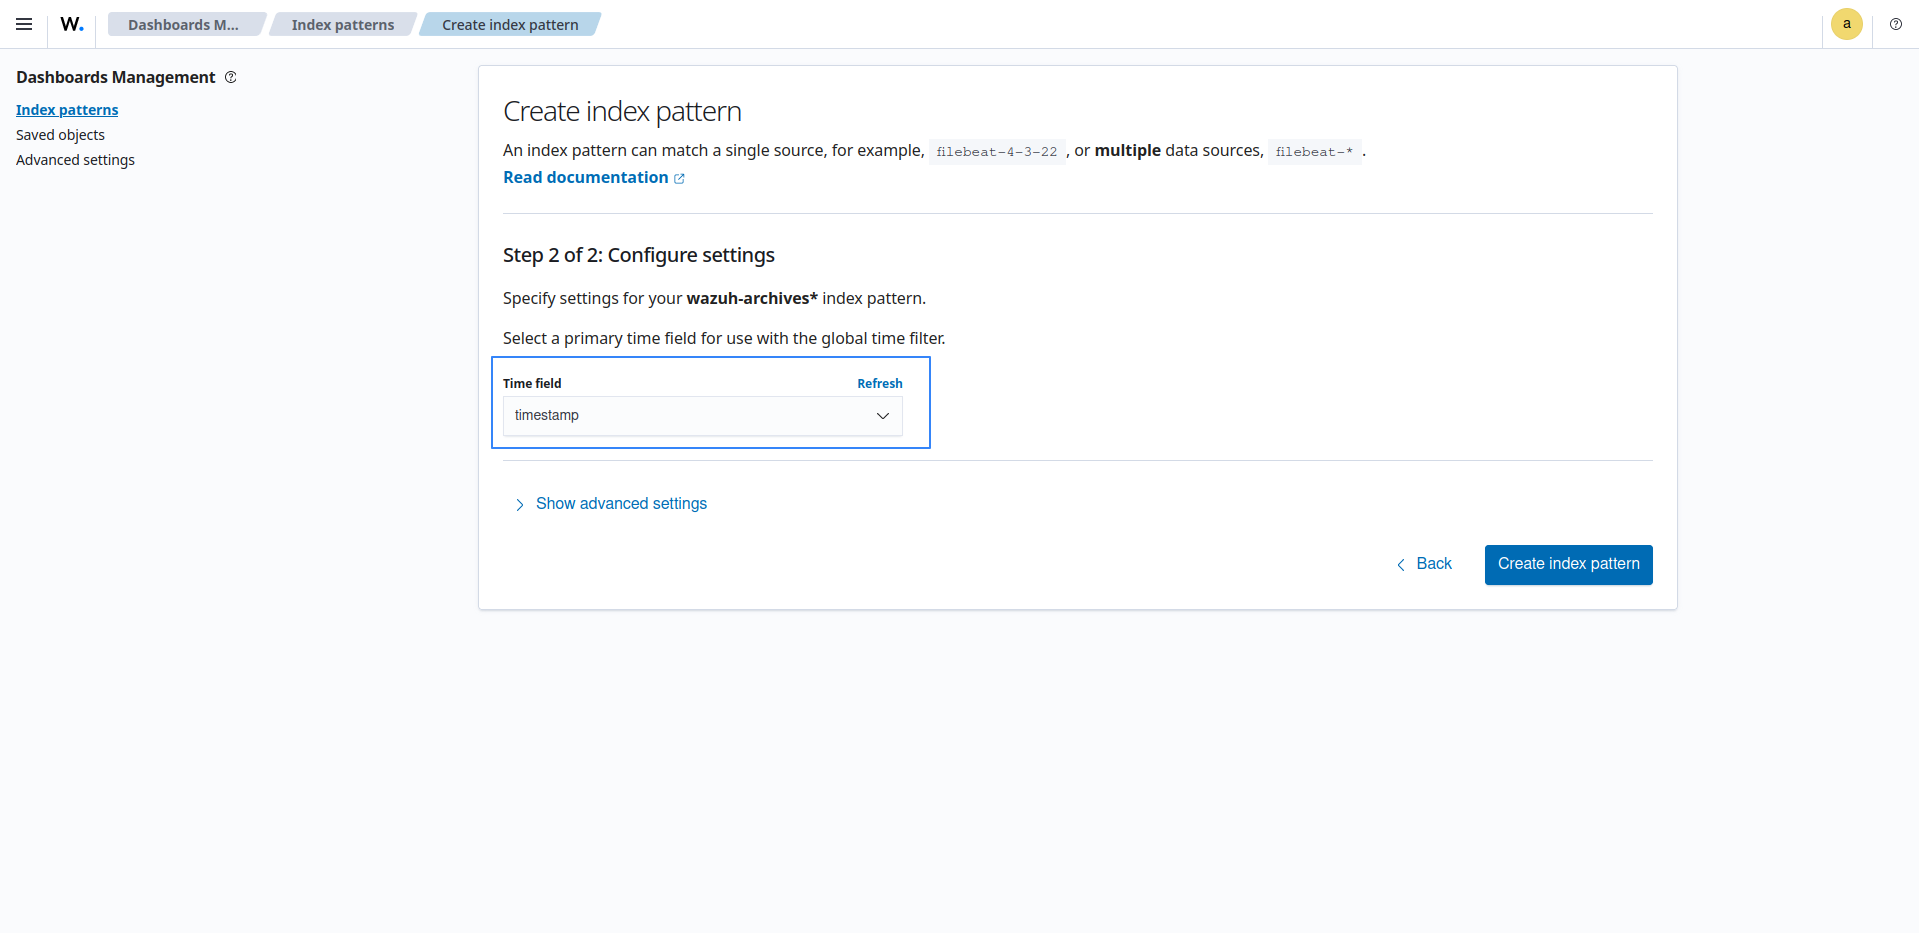 W. Dashboards M... Index patterns Create index pattern a
Dashboards Management
Index patterns
Saved objects
Advanced settings
Create index pattern
An index pattern can match a single source, for example, filebeat-4-3-22 , or multiple data sources, filebeat-* .
Read documentation
Step 2 of 2: Configure settings
Specify settings for your wazuh-archives* index pattern.
Select a primary time field for use with the global time filter.
Time field Refresh
timestamp
Show advanced settings
Back Create index pattern